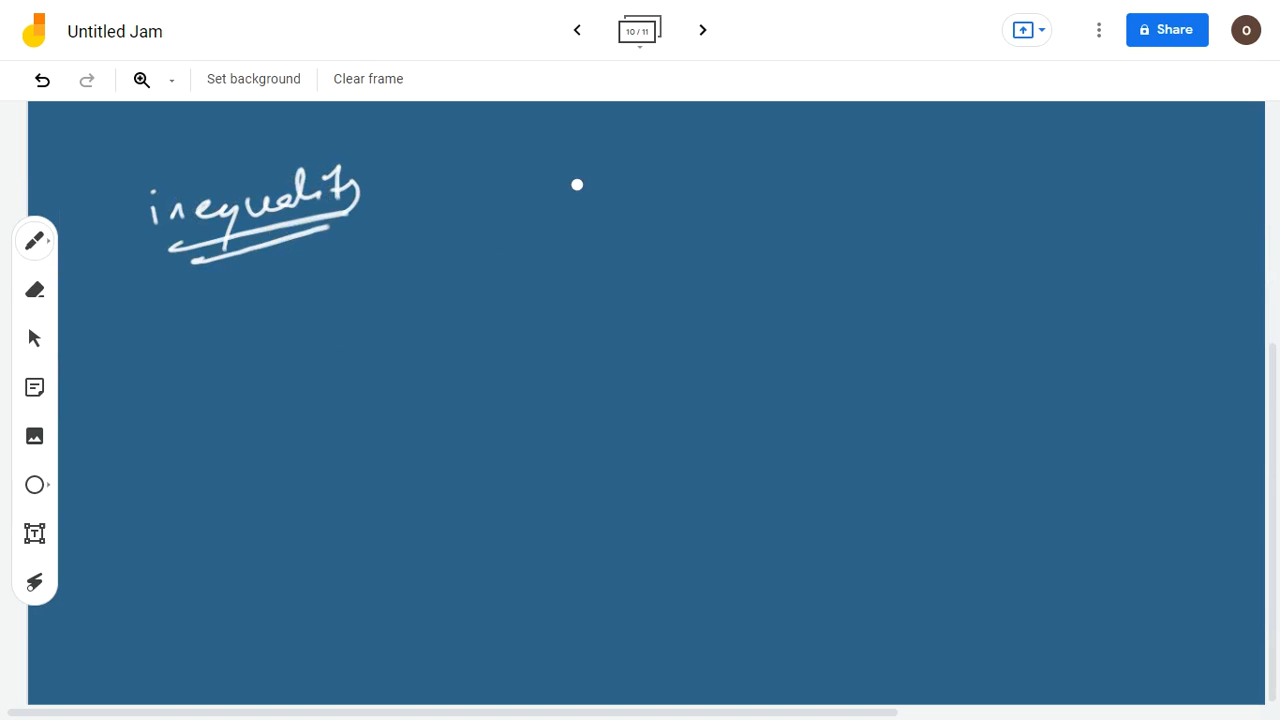 Untitled Jam
10 / 11
Share
O
Set background
Clear frame
inequality
T